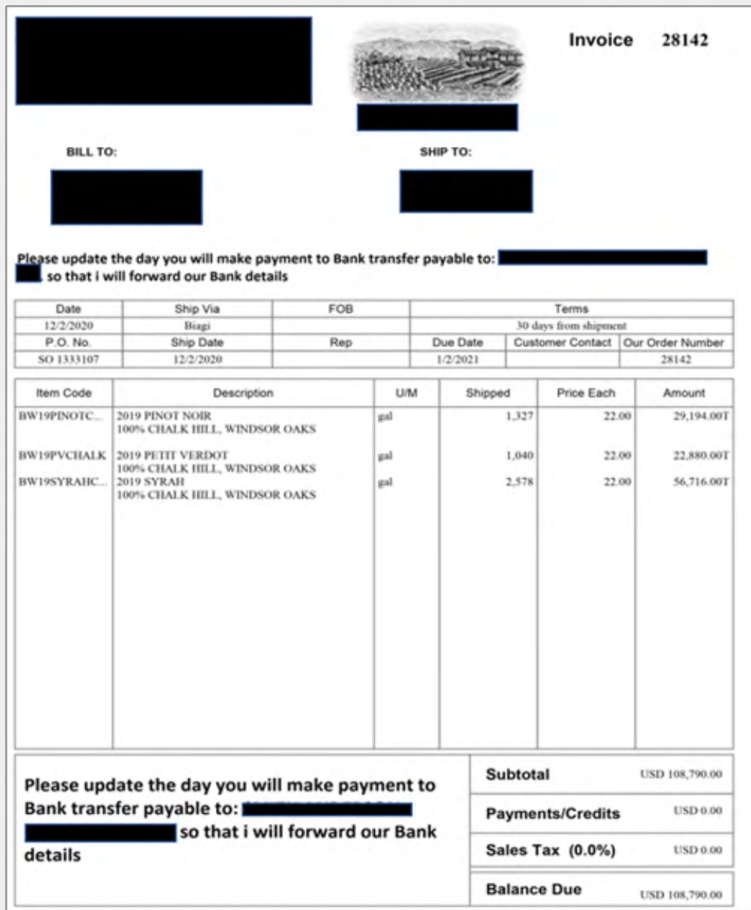 Invoice 28142
BILL TO:
SHIP TO:
Please update the day you will make payment to Bank transfer payable to:
so that i will forward our Bank details
Date Ship Via FOB Terms
12/2/2020 Biagi 30 days from shipment
P.O. No. Ship Date Rep Due Date Customer Contact Our Order Number
SO 1333107 12/2/2020 1/2/2021 28142
Item Code Description U/M Shipped Price Each Amount
BW19PINOTC... 2019 PINOT NOIR gal 1,327 22.00 29,194.00T
100% CHALK HILL, WINDSOR OAKS
BW19PVCHALK 2019 PETIT VERDOT gal 1,040 22.00 22,880.00T
100% CHALK HILL, WINDSOR OAKS
BW19SYRAHC... 2019 SYRAH gal 2,578 22.00 56,716.00T
100% CHALK HILL, WINDSOR OAKS
Please update the day you will make payment to
Bank transfer payable to:
so that i will forward our Bank
details
Subtotal USD 108,790.00
Payments/Credits USD 0.00
Sales Tax (0.0%) USD 0.00
Balance Due USD 108,790.00